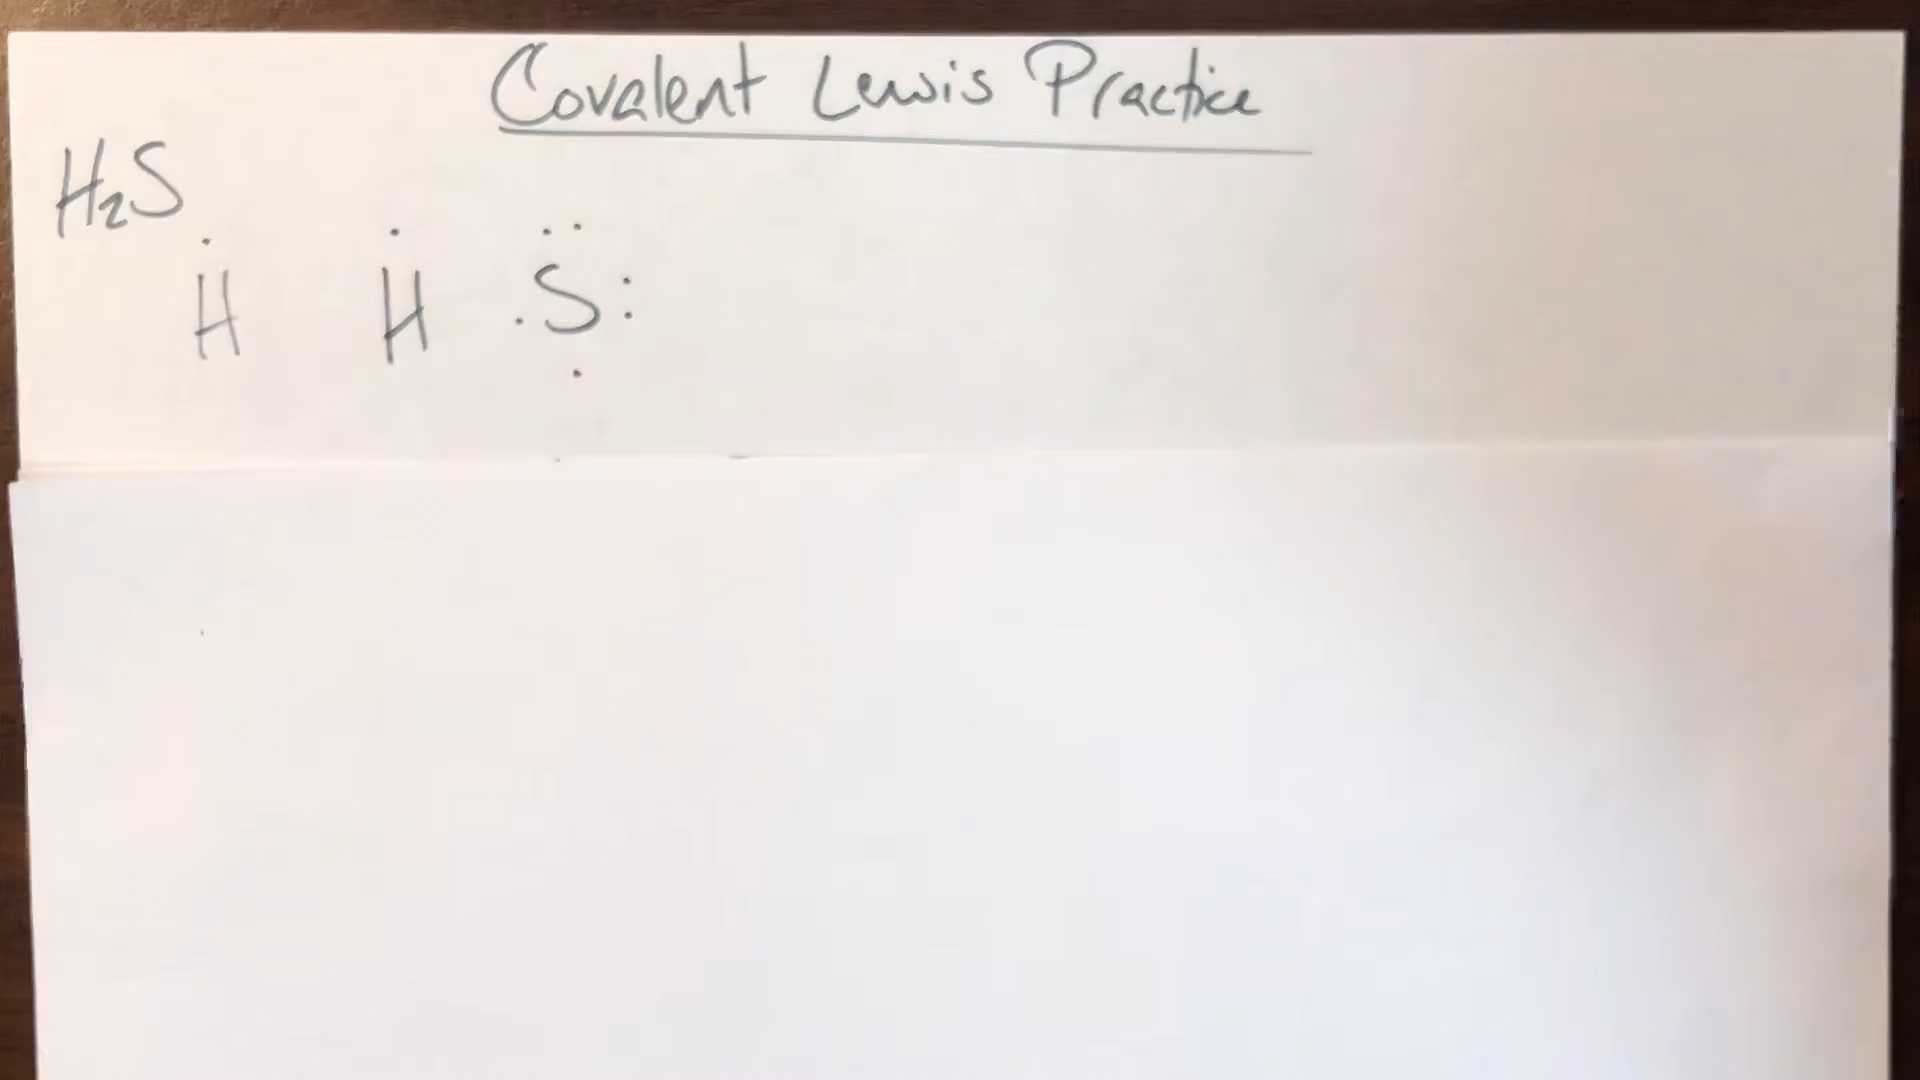 Covalent Lewis Practice
H₂S
H H S